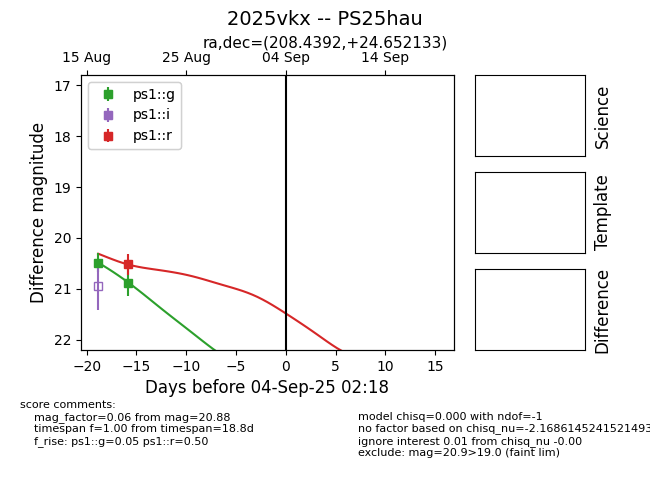 2025vkx -- PS25hau
ra,dec=(208.4392,+24.652133)
15 Aug 25 Aug 04 Sep 14 Sep
17
18
19
20
21
22
Difference magnitude
ps1::g
ps1::i
ps1::r
−20 −15 −10 −5 0 5 10 15
Days before 04-Sep-25 02:18
Science
Template
Difference
score comments:
mag_factor=0.06 from mag=20.88
timespan f=1.00 from timespan=18.8d
f_rise: ps1::g=0.05 ps1::r=0.50
model chisq=0.000 with ndof=-1
no factor based on chisq_nu=-2.1686145241521493
ignore interest 0.01 from chisq_nu -0.00
exclude: mag=20.9>19.0 (faint lim)